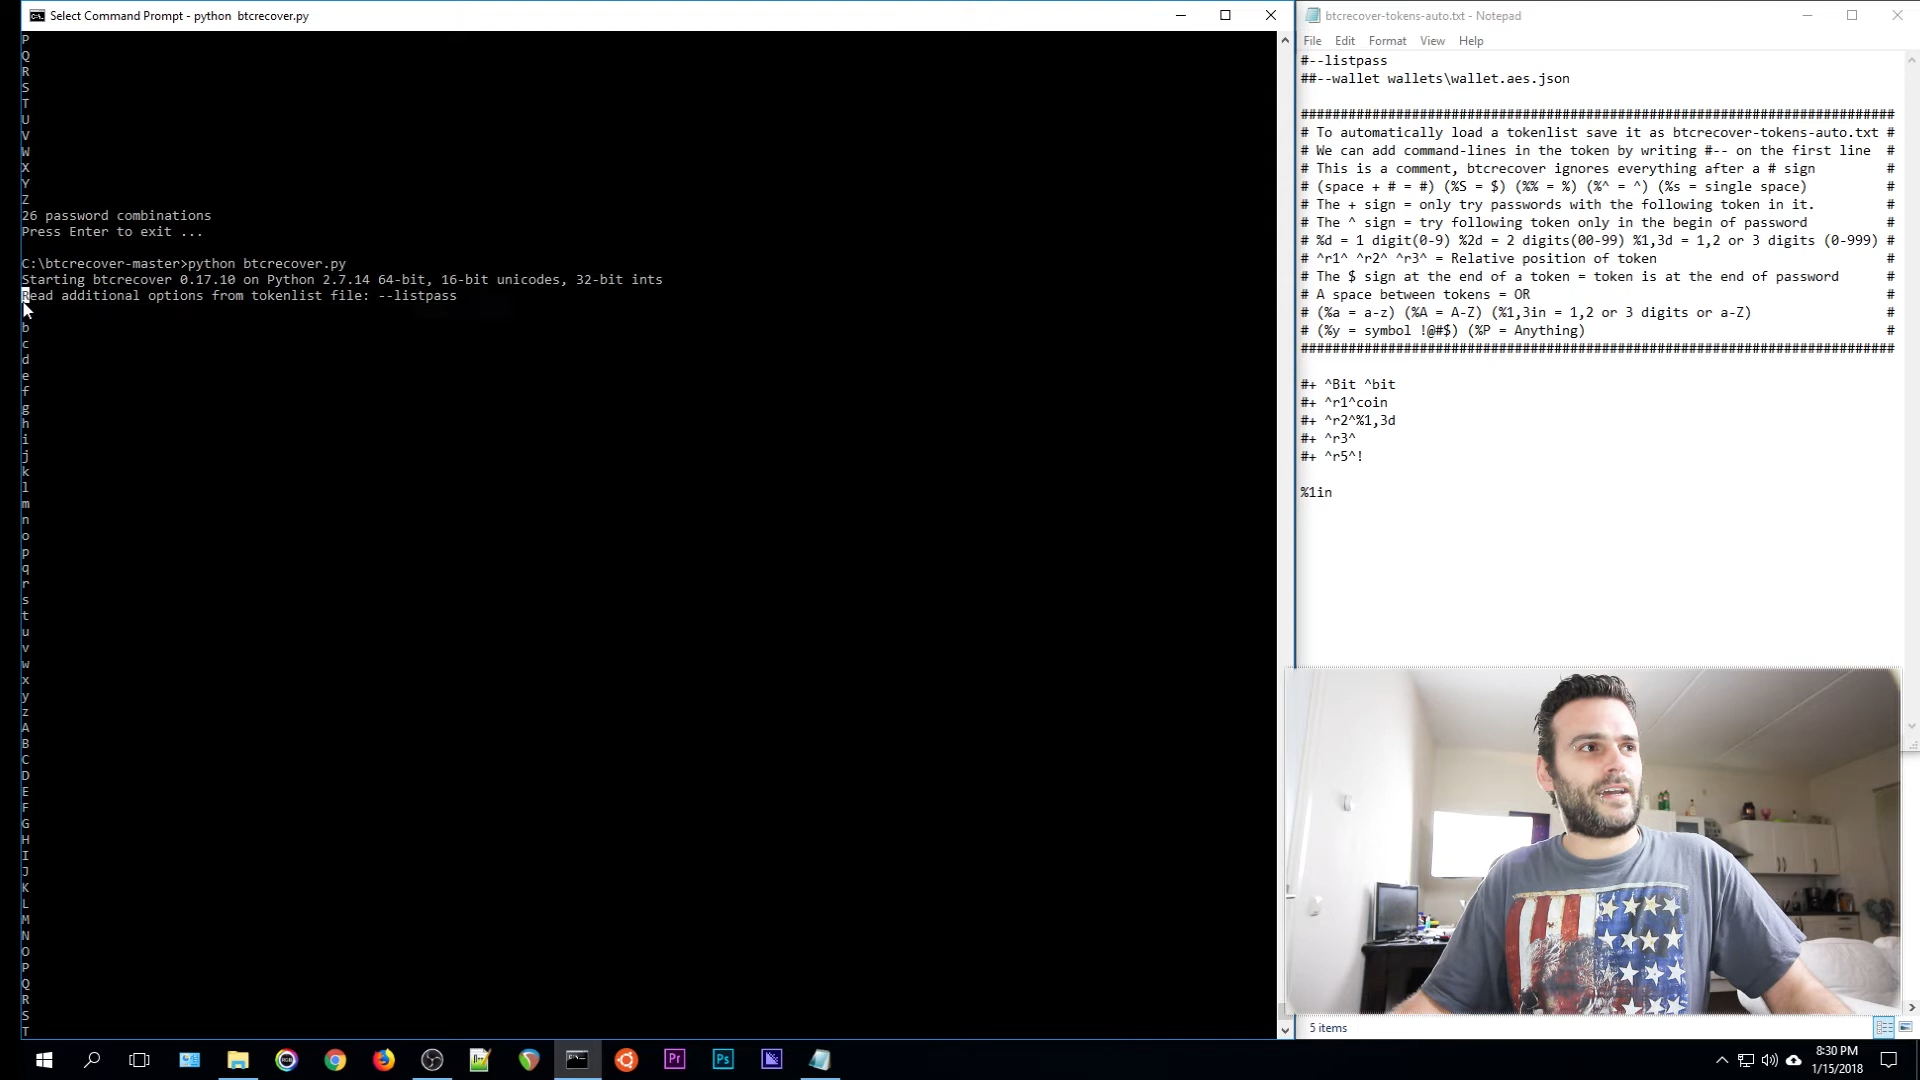 Select Command Prompt - python btcrecover.py
P
Q
R
S
T
U
V
W
X
Y
Z
26 password combinations
Press Enter to exit ...
C:\btcrecover-master>python btcrecover.py
Starting btcrecover 0.17.10 on Python 2.7.14 64-bit, 16-bit unicodes, 32-bit ints
Read additional options from tokenlist file: --listpass
b
c
d
e
f
g
h
i
j
k
l
m
n
o
p
q
r
s
t
u
v
w
x
y
z
A
B
C
D
E
F
G
H
I
J
K
L
M
N
O
P
Q
R
S
T
btcrecover-tokens-auto.txt - Notepad
File Edit Format View Help
#--listpass
##--wallet wallets\wallet.aes.json
###########################################################################
# To automatically load a tokenlist save it as btcrecover-tokens-auto.txt #
# We can add command-lines in the token by writing #-- on the first line #
# This is a comment, btcrecover ignores everything after a # sign #
# (space + # = #) (%S = $) (%% = %) (%^ = ^) (%s = single space) #
# The + sign = only try passwords with the following token in it. #
# The ^ sign = try following token only in the begin of password #
# %d = 1 digit(0-9) %2d = 2 digits(00-99) %1,3d = 1,2 or 3 digits (0-999) #
# ^r1^ ^r2^ ^r3^ = Relative position of token #
# The $ sign at the end of a token = token is at the end of password #
# A space between tokens = OR #
# (%a = a-z) (%A = A-Z) (%1,3in = 1,2 or 3 digits or a-Z) #
# (%y = symbol !@#$) (%P = Anything) #
###########################################################################
#+ ^Bit ^bit
#+ ^r1^coin
#+ ^r2^%1,3d
#+ ^r3^
#+ ^r5^!
%1in
5 items
Pr
Ps
8:30 PM
1/15/2018